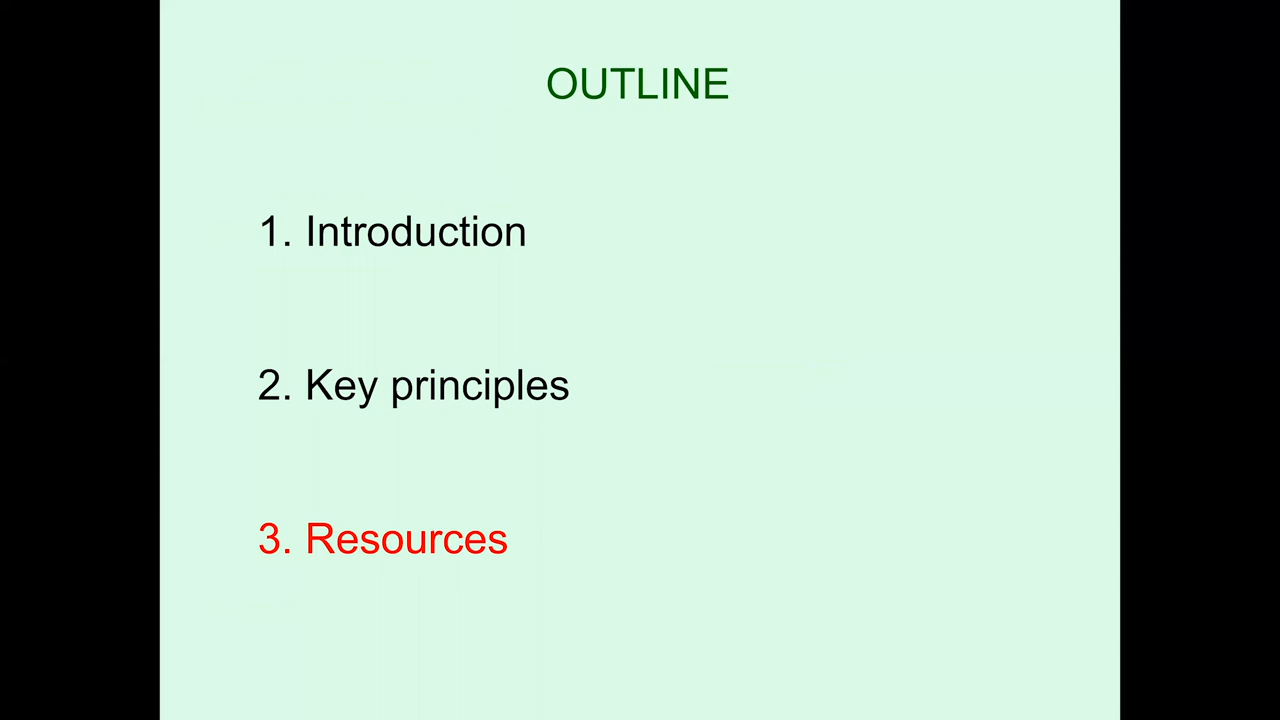 OUTLINE
1. Introduction
2. Key principles
3. Resources